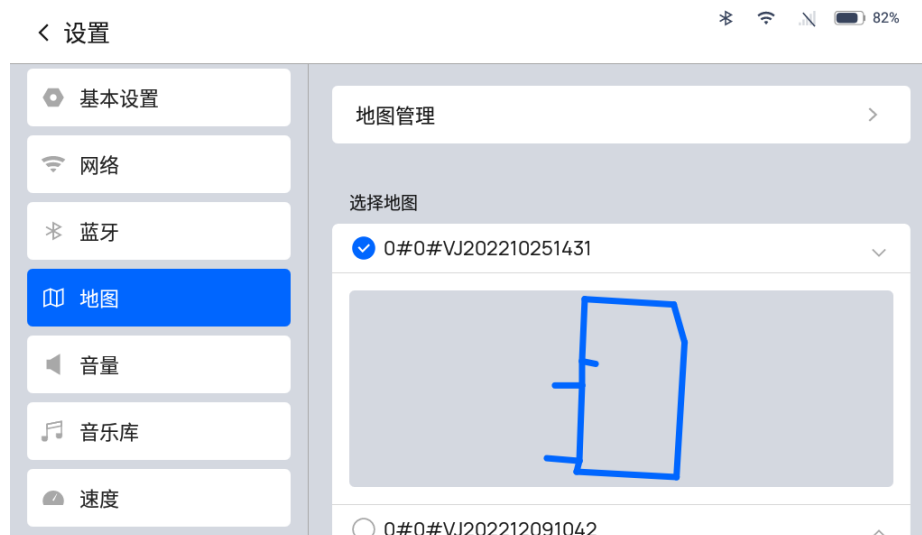 设置
82%
基本设置
网络
蓝牙
地图
音量
音乐库
速度
地图管理
选择地图
0#0#VJ202210251431
0#0#VJ202212091042